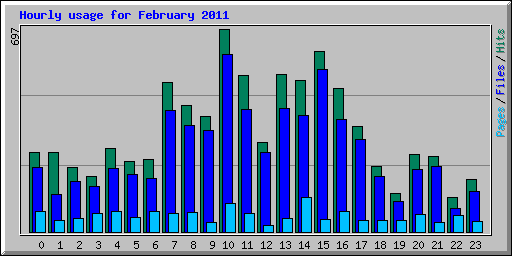 Hourly usage for February 2011
697
Pages / Files / Hits
0 1 2 3 4 5 6 7 8 9 10 11 12 13 14 15 16 17 18 19 20 21 22 23